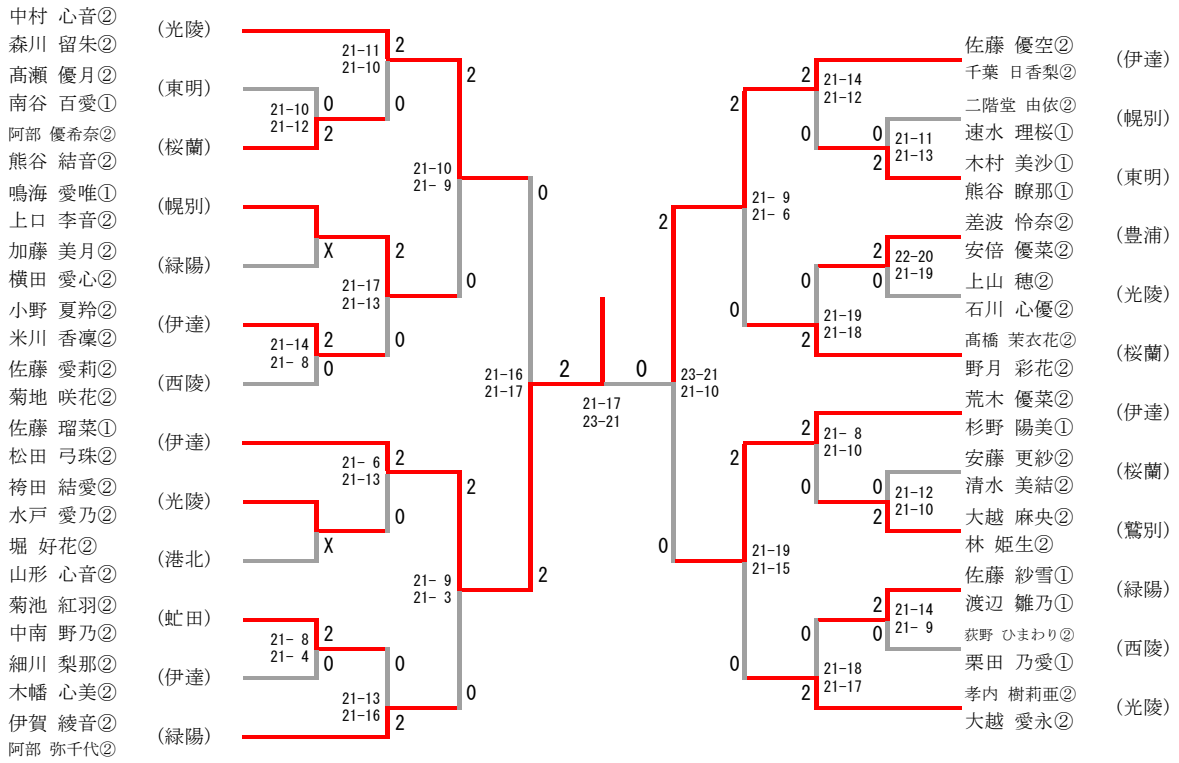 中村 心音②
森川 留朱②
(光陵)
髙瀬 優月②
南谷 百愛①
(東明)
阿部 優希奈②
熊谷 結音②
(桜蘭)
鳴海 愛唯①
上口 李音②
(幌別)
加藤 美月②
横田 愛心②
(緑陽)
小野 夏羚②
米川 香凜②
(伊達)
佐藤 愛莉②
菊地 咲花②
(西陵)
佐藤 瑠菜①
松田 弓珠②
(伊達)
袴田 結愛②
水戸 愛乃②
(光陵)
堀 好花②
山形 心音②
(港北)
菊池 紅羽②
中南 野乃②
(虻田)
細川 梨那②
木幡 心美②
(伊達)
伊賀 綾音②
阿部 弥千代②
(緑陽)
21-10
21-12
0
2
X
21-14
21- 8
2
0
X
21- 8
21- 4
2
0
21-11
21-10
2
0
21-17
21-13
2
0
21- 6
21-13
2
0
21-13
21-16
0
2
21-10
21- 9
2
0
21- 9
21- 3
2
0
21-16
21-17
0
2
2
0
21-17
23-21
23-21
21-10
2
0
21- 9
21- 6
2
0
21-19
21-15
2
0
21-14
21-12
2
0
21-19
21-18
0
2
21- 8
21-10
2
0
21-18
21-17
0
2
21-11
21-13
0
2
22-20
21-19
2
0
21-12
21-10
0
2
21-14
21- 9
2
0
佐藤 優空②
千葉 日香梨②
(伊達)
二階堂 由依②
速水 理桜①
(幌別)
木村 美沙①
熊谷 瞭那①
(東明)
差波 怜奈②
安倍 優菜②
(豊浦)
上山 穂②
石川 心優②
(光陵)
髙橋 茉衣花②
野月 彩花②
(桜蘭)
荒木 優菜②
杉野 陽美①
(伊達)
安藤 更紗②
清水 美結②
(桜蘭)
大越 麻央②
林 姫生②
(鷲別)
佐藤 紗雪①
渡辺 雛乃①
(緑陽)
荻野 ひまわり②
栗田 乃愛①
(西陵)
孝内 樹莉亜②
大越 愛永②
(光陵)